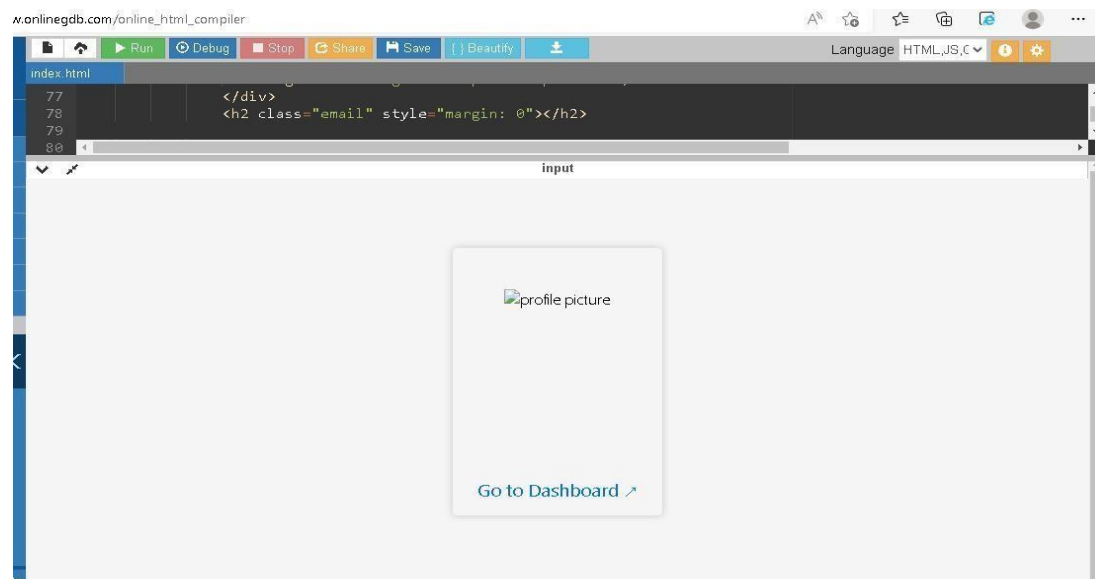 w.onlinegdb.com/online_html_compiler
Run Debug Stop Share Save { } Beautify Language HTML,JS,C
index.html
77 </div>
78 <h2 class="email" style="margin: 0"></h2>
79
80
input
profile picture
Go to Dashboard ↗